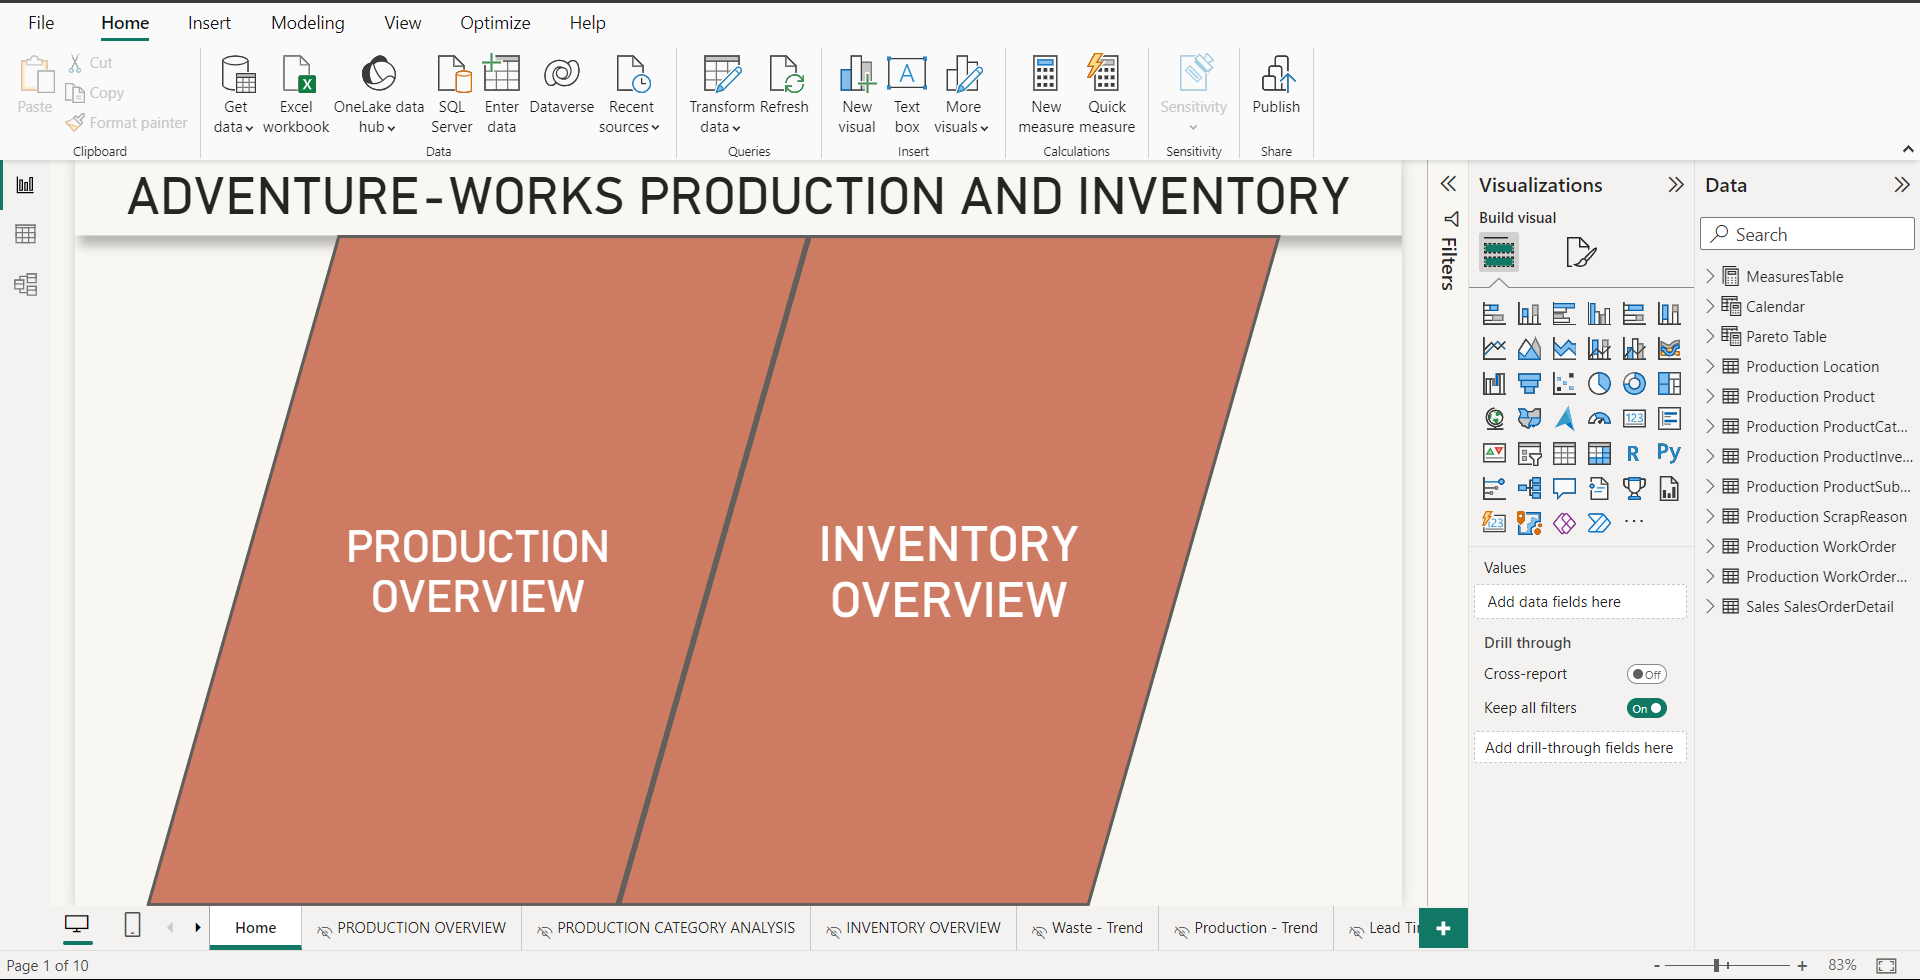 File Home Insert Modeling View Optimize Help
Paste
Cut
Copy
Format painter
Clipboard
Get data
Excel workbook
OneLake data hub
SQL Server
Enter data
Dataverse
Recent sources
Data
Transform data
Refresh
Queries
New visual
Text box
More visuals
Insert
New measure
Quick measure
Calculations
Sensitivity
Sensitivity
Publish
Share
ADVENTURE-WORKS PRODUCTION AND INVENTORY
PRODUCTION
OVERVIEW
INVENTORY
OVERVIEW
Filters
Visualizations
Build visual
123
R
Py
123
Values
Add data fields here
Drill through
Cross-report
Off
Keep all filters
On
Add drill-through fields here
Data
Search
MeasuresTable
Calendar
Pareto Table
Production Location
Production Product
Production ProductCat...
Production ProductInve...
Production ProductSub...
Production ScrapReason
Production WorkOrder
Production WorkOrder...
Sales SalesOrderDetail
Home PRODUCTION OVERVIEW PRODUCTION CATEGORY ANALYSIS INVENTORY OVERVIEW Waste - Trend Production - Trend Lead Ti
Page 1 of 10
83%